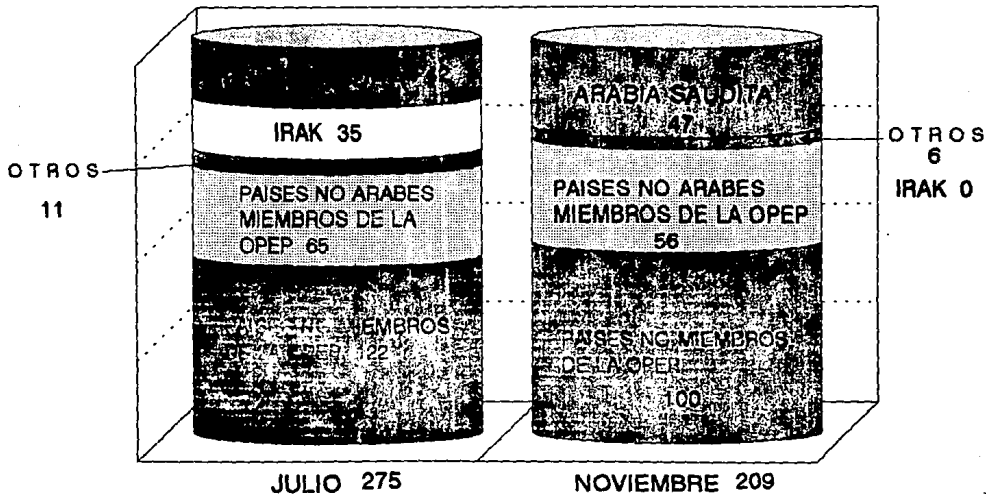 IRAK 35
OTROS
11
PAISES NO ARABES
MIEMBROS DE LA
OPEP 65
MIEMBROS
122
JULIO 275
ARABIA SAUDITA
47
OTROS
6
IRAK 0
PAISES NO ARABES
MIEMBROS DE LA OPEP
56
PAISES NO MIEMBROS
DE LA OPEP
100
NOVIEMBRE 209